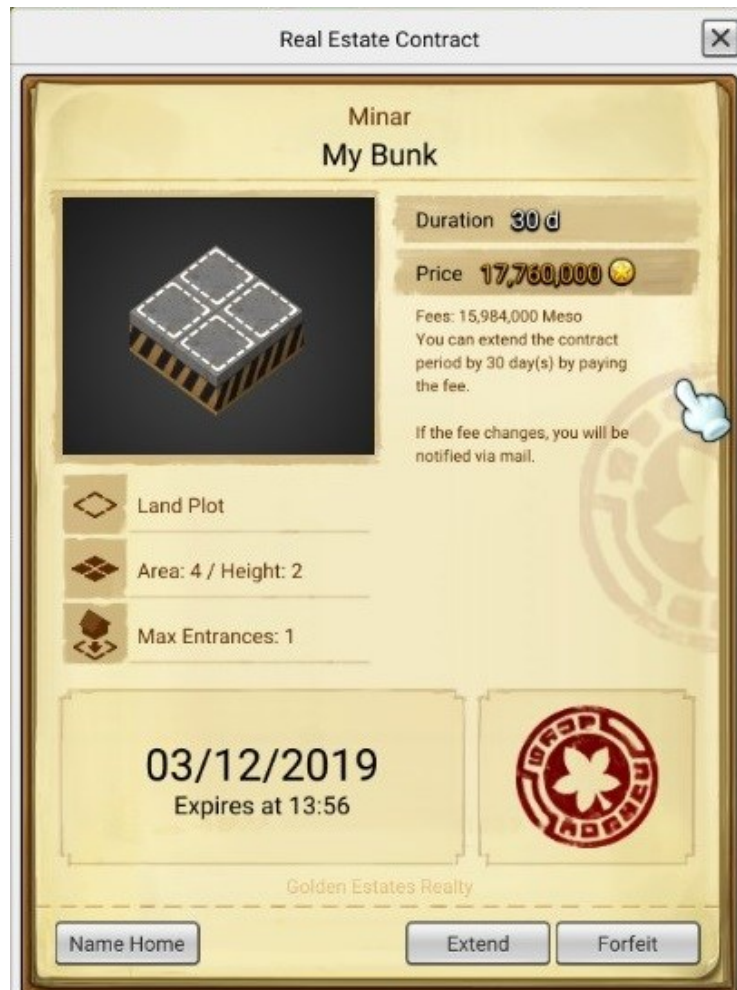 Real Estate Contract
Minar
My Bunk
Duration 30 d
Price 17,760,000
Fees: 15,984,000 Meso
You can extend the contract
period by 30 day(s) by paying
the fee.
If the fee changes, you will be
notified via mail.
Land Plot
Area: 4 / Height: 2
Max Entrances: 1
03/12/2019
Expires at 13:56
Golden Estates Realty
Name Home
Extend
Forfeit